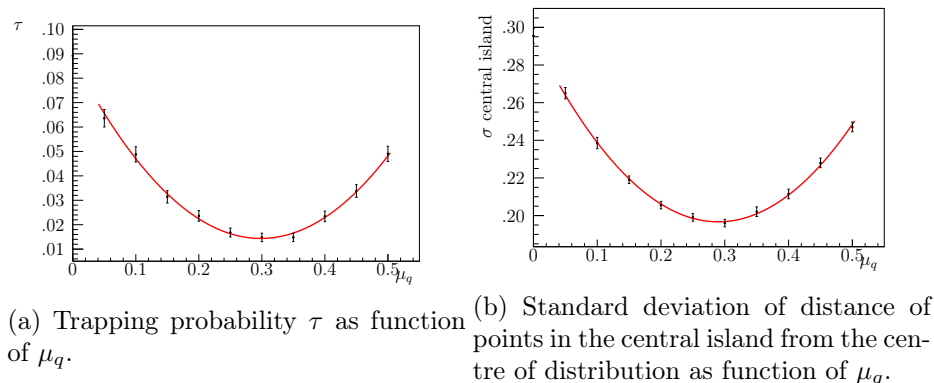 τ
.10
.09
.08
.07
.06
.05
.04
.03
.02
.01
0 0.1 0.2 0.3 0.4 0.5
μq
σ central island
.30
.28
.26
.24
.22
.20
0 0.1 0.2 0.3 0.4 0.5
μq
(a) Trapping probability τ as function
of μq.
(b) Standard deviation of distance of
points in the central island from the cen-
tre of distribution as function of μq.